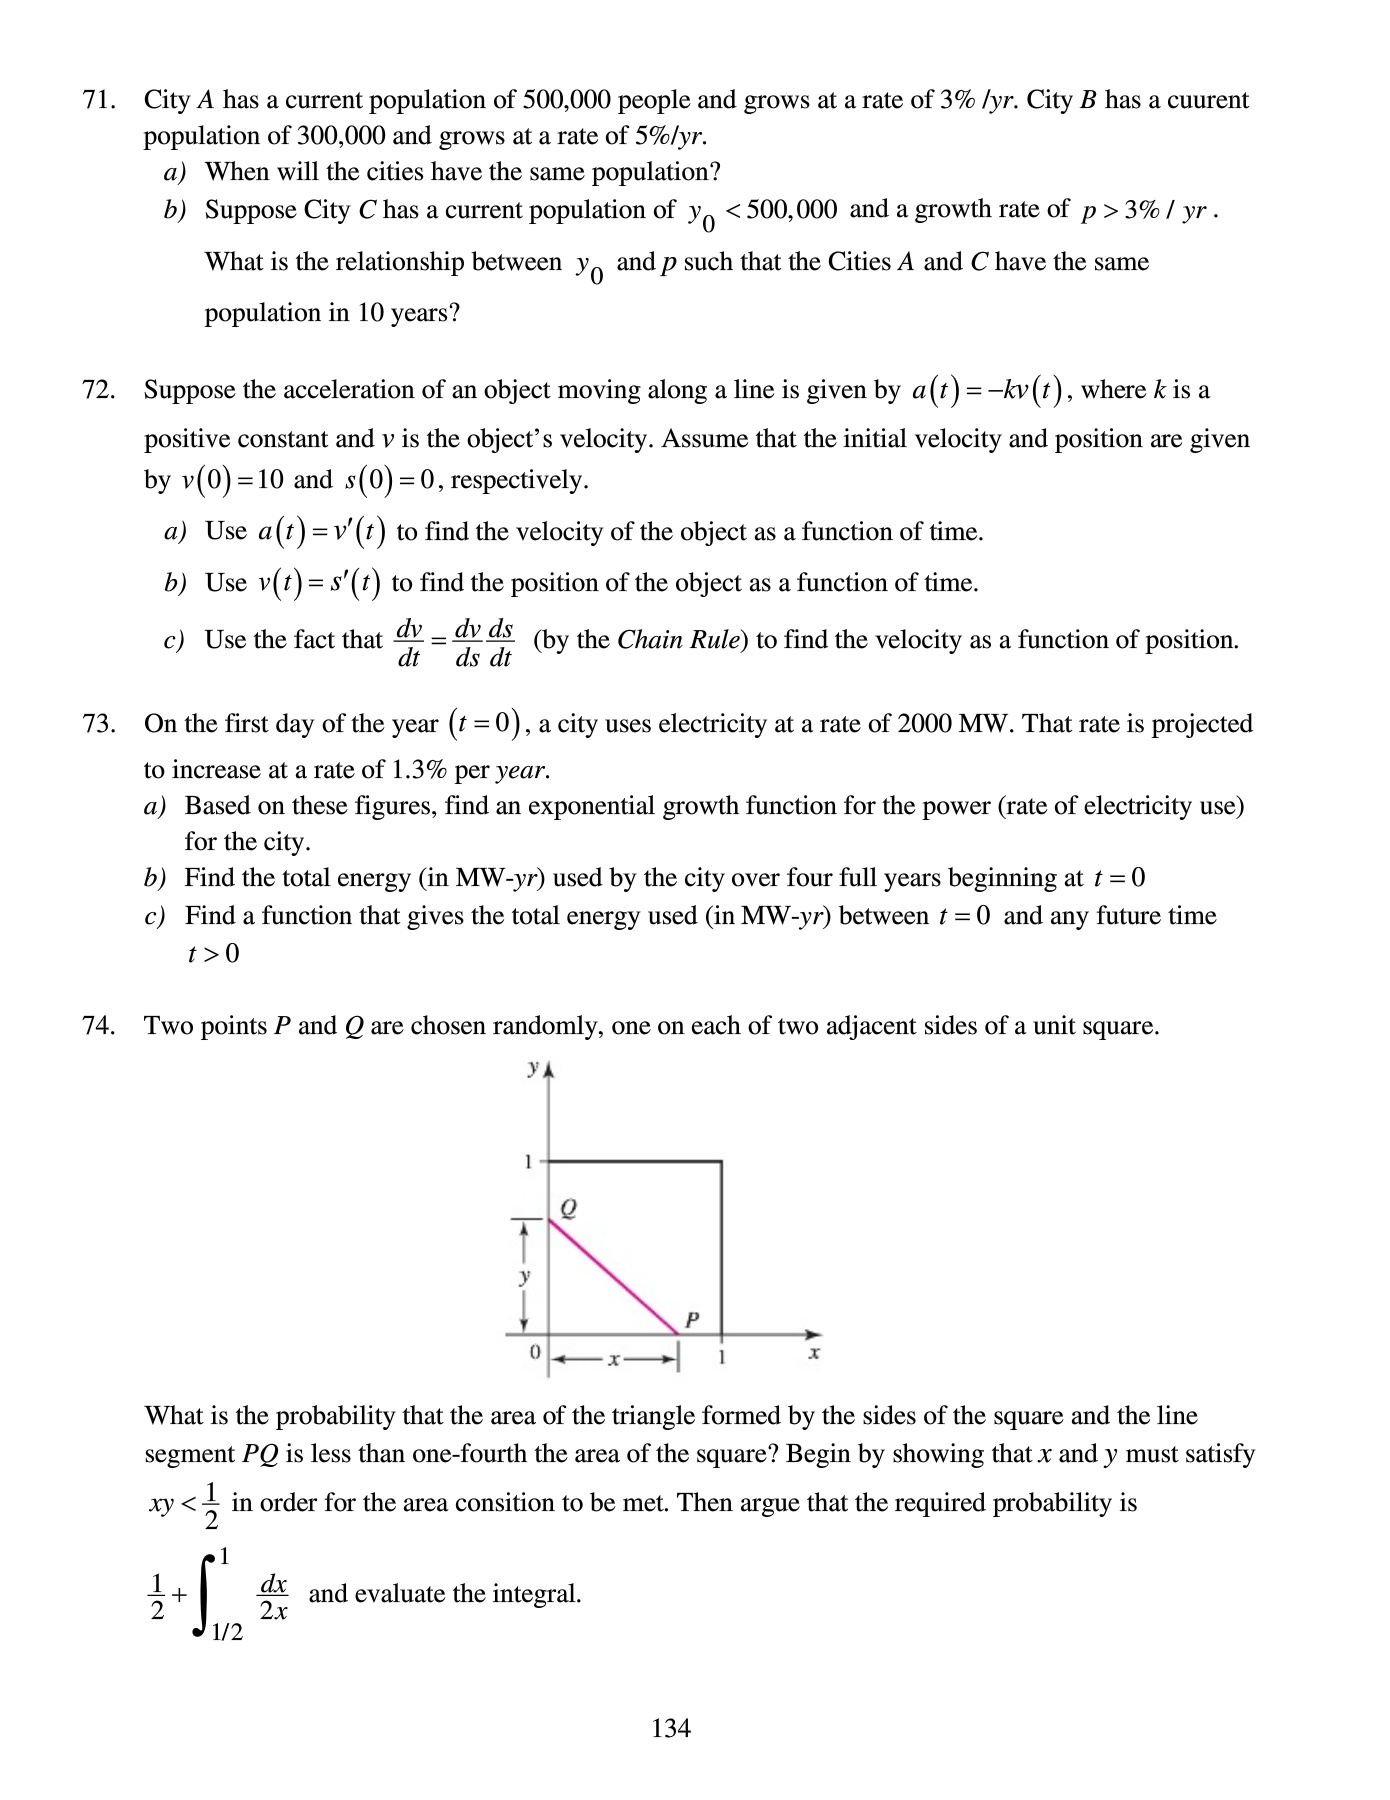 71. City A has a current population of 500,000 people and grows at a rate of 3% /yr. City B has a cuurent
population of 300,000 and grows at a rate of 5%/yr.
a) When will the cities have the same population?
b) Suppose City C has a current population of y₀ < 500,000 and a growth rate of p > 3% / yr .
What is the relationship between y₀ and p such that the Cities A and C have the same
population in 10 years?
72. Suppose the acceleration of an object moving along a line is given by a(t) = −kv(t), where k is a
positive constant and v is the object’s velocity. Assume that the initial velocity and position are given
by v(0) = 10 and s(0) = 0, respectively.
a) Use a(t) = v′(t) to find the velocity of the object as a function of time.
b) Use v(t) = s′(t) to find the position of the object as a function of time.
c) Use the fact that dv/dt = dv/ds ds/dt (by the Chain Rule) to find the velocity as a function of position.
73. On the first day of the year (t = 0), a city uses electricity at a rate of 2000 MW. That rate is projected
to increase at a rate of 1.3% per year.
a) Based on these figures, find an exponential growth function for the power (rate of electricity use)
for the city.
b) Find the total energy (in MW-yr) used by the city over four full years beginning at t = 0
c) Find a function that gives the total energy used (in MW-yr) between t = 0 and any future time
t > 0
74. Two points P and Q are chosen randomly, one on each of two adjacent sides of a unit square.
y
1
Q
y
P
0 x 1 x
What is the probability that the area of the triangle formed by the sides of the square and the line
segment PQ is less than one-fourth the area of the square? Begin by showing that x and y must satisfy
xy < 1/2 in order for the area consition to be met. Then argue that the required probability is
1/2 + ∫_{1/2}^{1} dx/2x and evaluate the integral.
134